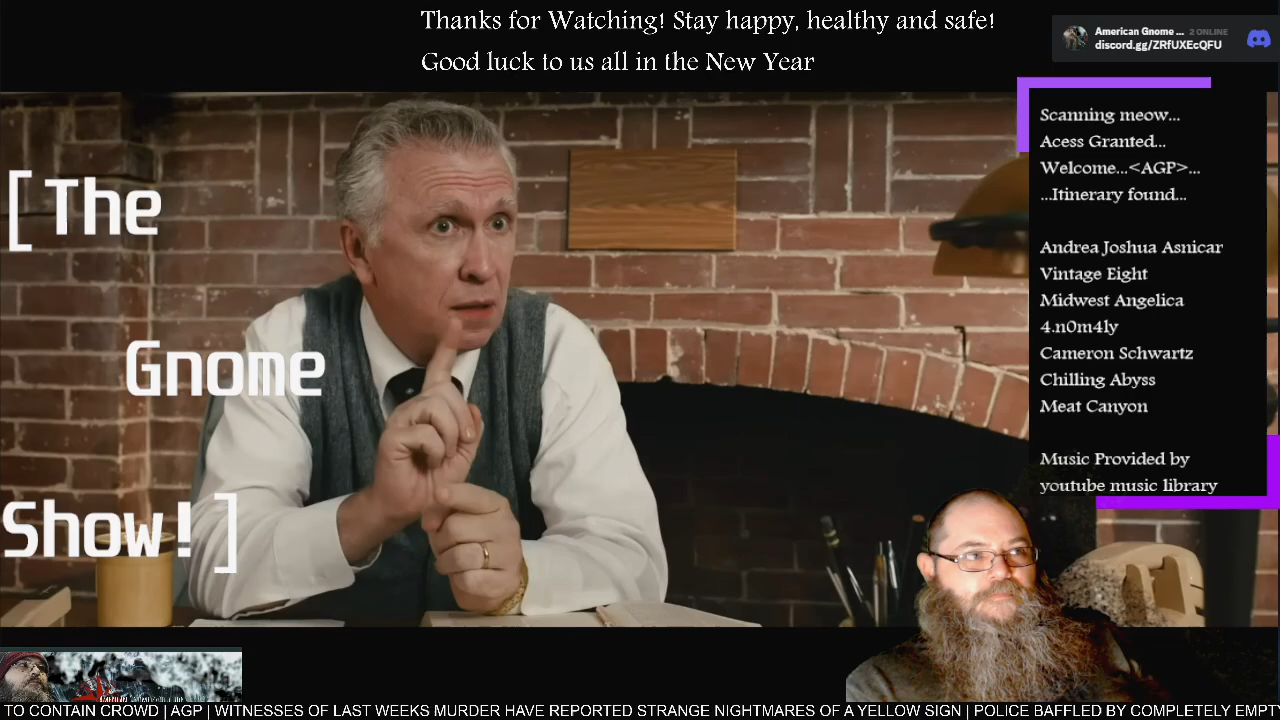 Thanks for Watching! Stay happy, healthy and safe!
Good luck to us all in the New Year
American Gnome ... 2 ONLINE
discord.gg/ZRfUXEcQFU
Scanning meow...
Acess Granted...
Welcome...<AGP>...
...Itinerary found...
Andrea Joshua Asnicar
Vintage Eight
Midwest Angelica
4.n0m4ly
Cameron Schwartz
Chilling Abyss
Meat Canyon
Music Provided by
youtube music library
[ The
Gnome
Show! ]
TO CONTAIN CROWD | AGP | WITNESSES OF LAST WEEKS MURDER HAVE REPORTED STRANGE NIGHTMARES OF A YELLOW SIGN | POLICE BAFFLED BY COMPLETELY EMPT